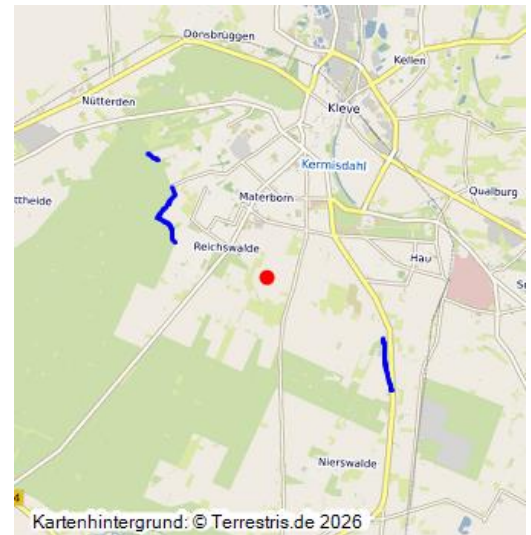 Donsbrüggen
Kellen
Nütterden
Kleve
Kermisdahl
Qualburg
ttheide
Materborn
Reichswalde
Hau
Nierswalde
Kartenhintergrund: © Terrestris.de 2026